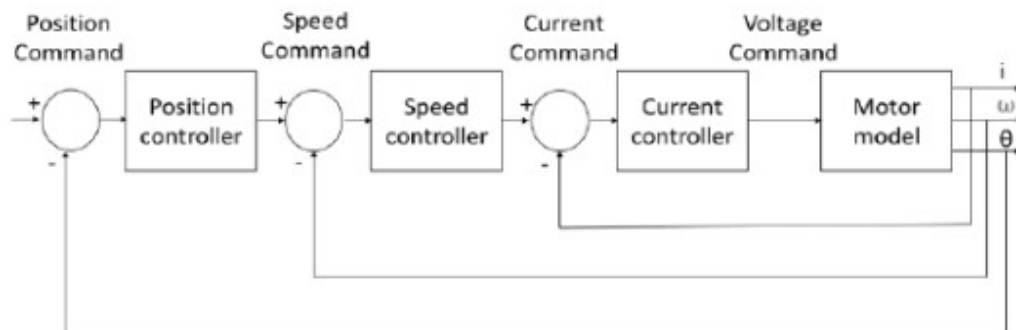 Position
Command
Speed
Command
Current
Command
Voltage
Command
+
-
Position
controller
+
-
Speed
controller
+
-
Current
controller
Motor
model
i
ω
θ